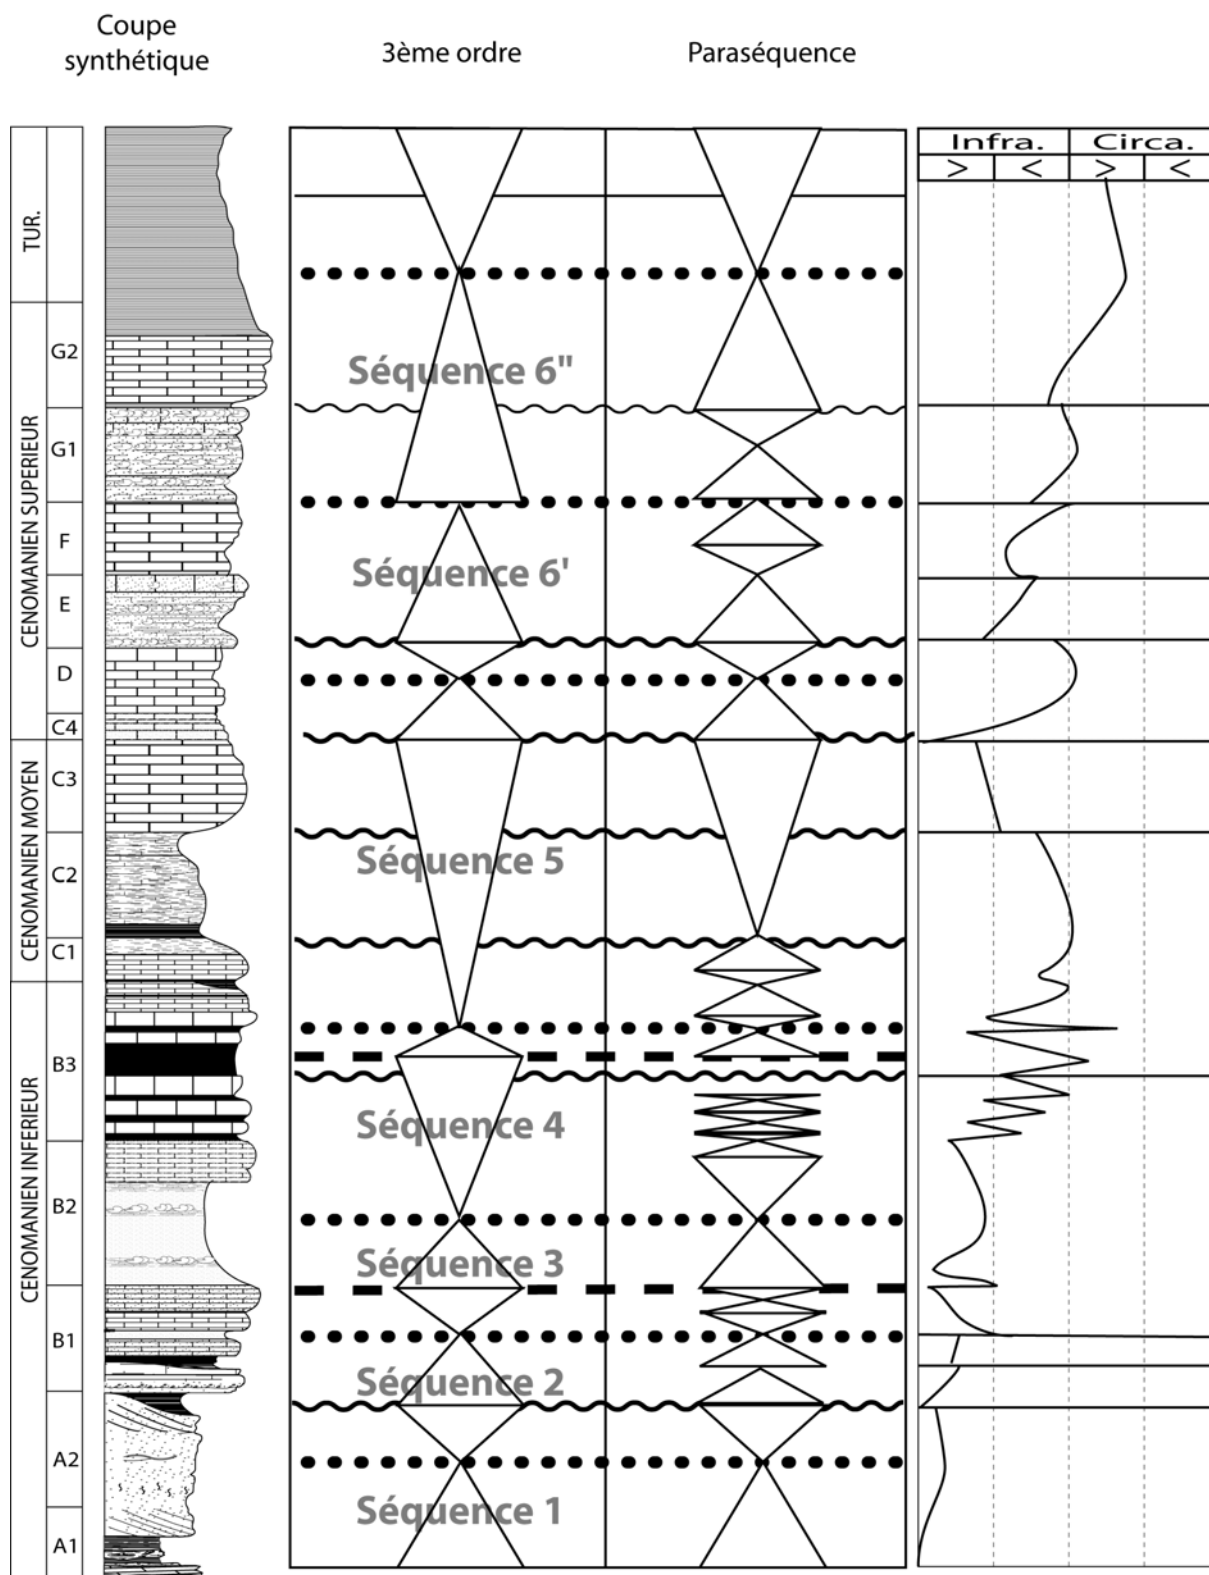 Coupe
synthétique
3ème ordre
Paraséquence
Infra.
Circa.
>
<
>
<
TUR.
CENOMANIEN SUPERIEUR
CENOMANIEN MOYEN
CENOMANIEN INFERIEUR
G2
G1
F
E
D
C4
C3
C2
C1
B3
B2
B1
A2
A1
Séquence 6"
Séquence 6'
Séquence 5
Séquence 4
Séquence 3
Séquence 2
Séquence 1